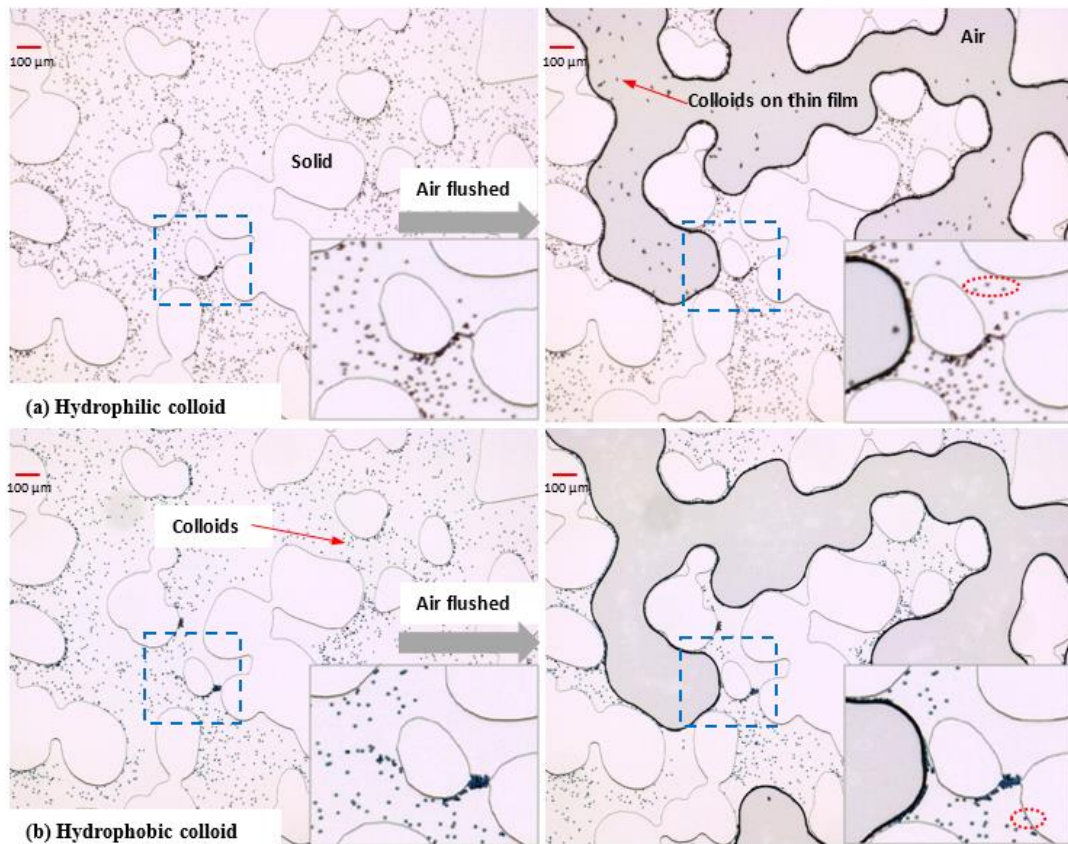 100 μm
Solid
Air flushed
(a) Hydrophilic colloid
100 μm
Air
Colloids on thin film
100 μm
Colloids
Air flushed
(b) Hydrophobic colloid
100 μm